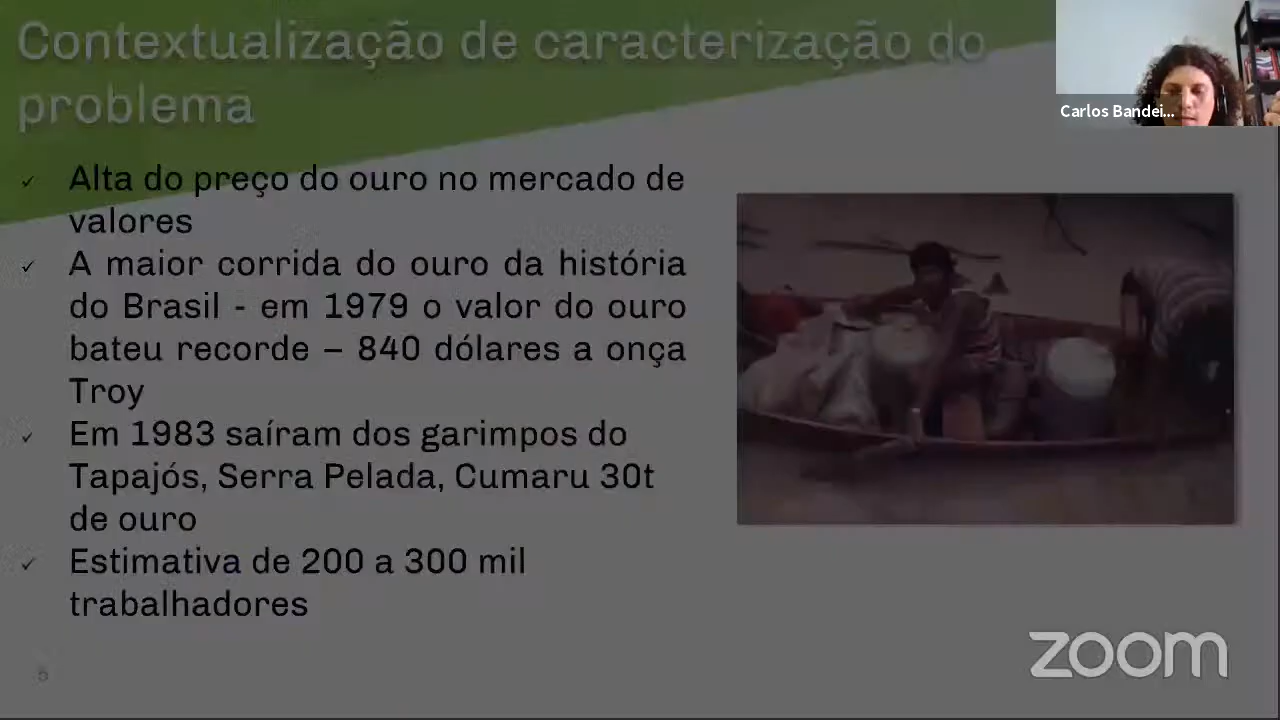 Contextualização de caracterização do
problema
Carlos Bandei...
Alta do preço do ouro no mercado de
valores
A maior corrida do ouro da história
do Brasil - em 1979 o valor do ouro
bateu recorde – 840 dólares a onça
Troy
Em 1983 saíram dos garimpos do
Tapajós, Serra Pelada, Cumaru 30t
de ouro
Estimativa de 200 a 300 mil
trabalhadores
zoom